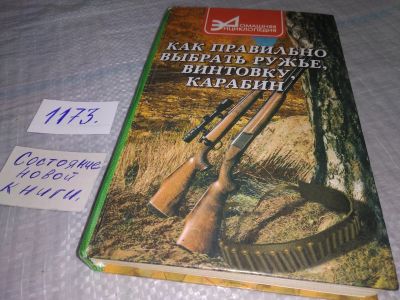 ДОМАШНЯЯ
ЭНЦИКЛОПЕДИЯ
КАК ПРАВИЛЬНО
ВЫБРАТЬ РУЖЬЕ,
ВИНТОВКУ,
КАРАБИН
1173.
Состояние
новой
книги.